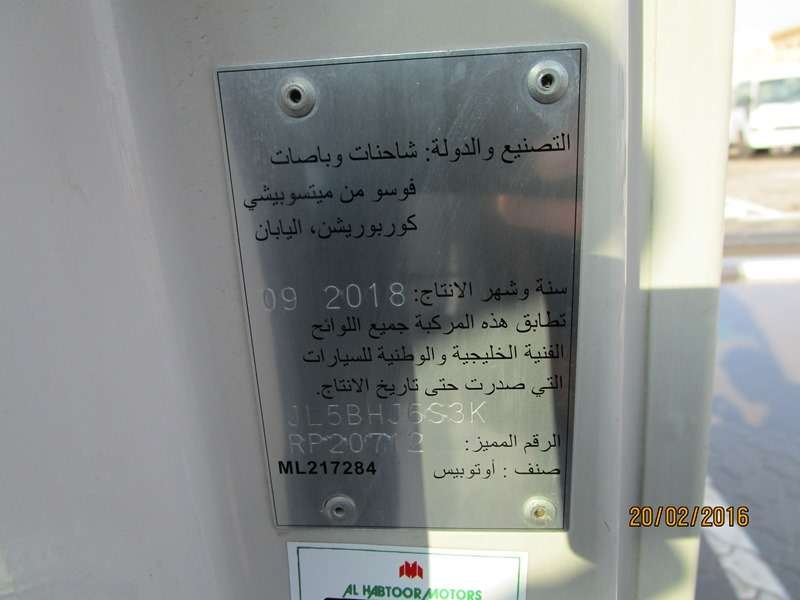 التصنيع والدولة: شاحنات وباصات
فوسو من ميتسوبيشي
كوربوريشن، اليابان
سنة وشهر الانتاج: 2018 09
تطابق هذه المركبة جميع اللوائح
الفنية الخليجية والوطنية للسيارات
التي صدرت حتى تاريخ الانتاج.
JL5BHJ6S3K
الرقم المميز: RP20712
صنف : أوتوبيس ML217284
20/02/2016
AL HABTOOR MOTORS